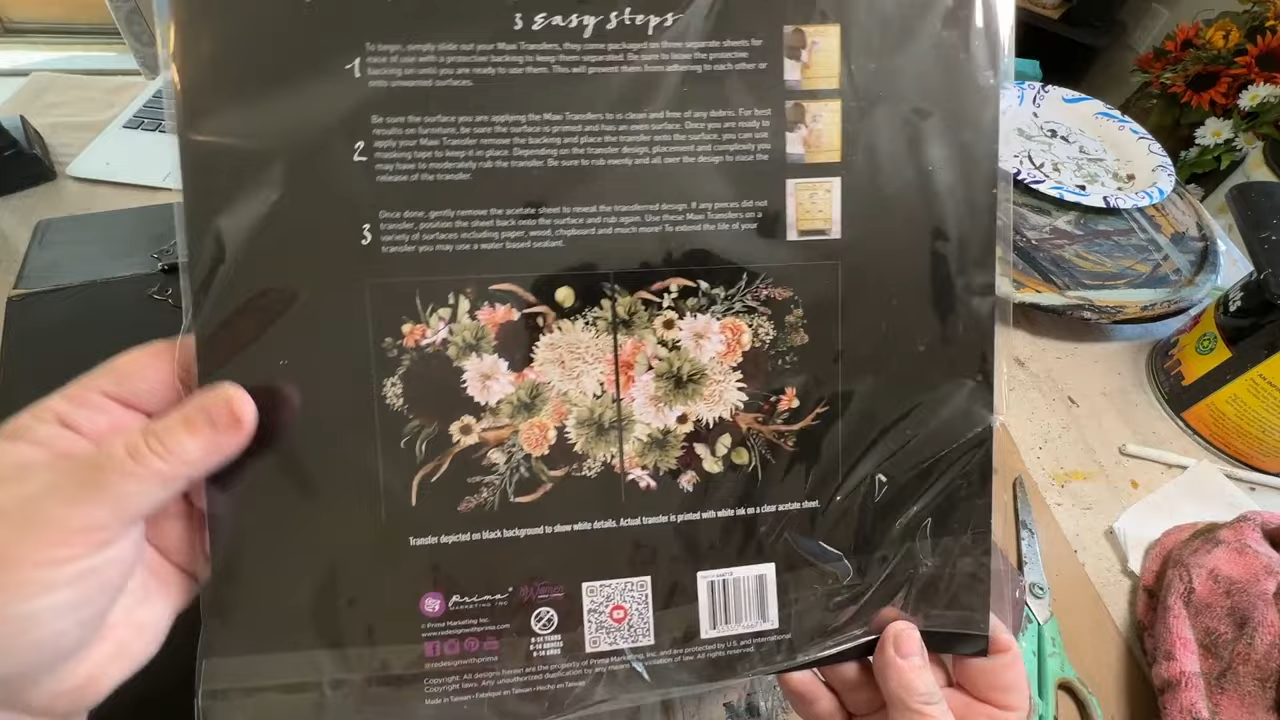 3 Easy Steps
1
To begin, simply slide out your Maxi Transfers, they come packaged on three separate sheets for
ease of use with a protective backing to keep them separated. Be sure to leave the protective
backing on until you are ready to use them. This will prevent them from adhering to each other or
onto unwanted surfaces.
2
Be sure the surface you are applying the Maxi Transfers to is clean and free of any debris. For best
results on furniture, be sure the surface is primed and has an even surface. Once you are ready to
apply your Maxi Transfer remove the backing and place the transfer onto the surface, you can use
masking tape to keep it in place. Depending on the transfer design, placement and complexity you
may have to moderately rub the transfer. Be sure to rub evenly and all over the design to ease the
release of the transfer.
3
Once done, gently remove the acetate sheet to reveal the transferred design. If any pieces did not
transfer, position the sheet back onto the surface and rub again. Use these Maxi Transfers on a
variety of surfaces including paper, wood, chipboard and much more! To extend the life of your
transfer you may use a water based sealant.
Transfer depicted on black background to show white details. Actual transfer is printed with white ink on a clear acetate sheet.
Prima
MARKETING INC
Women
© Prima Marketing Inc.
www.redesignwithprima.com
@redesignwithprima
Copyright: All designs herein are the property of Prima Marketing, Inc. and are protected by U.S. and International
Copyright laws. Any unauthorized duplication by any means is violation of law. All rights reserved.
Made in Taiwan • Fabriqué en Taiwan • Hecho en Taiwan